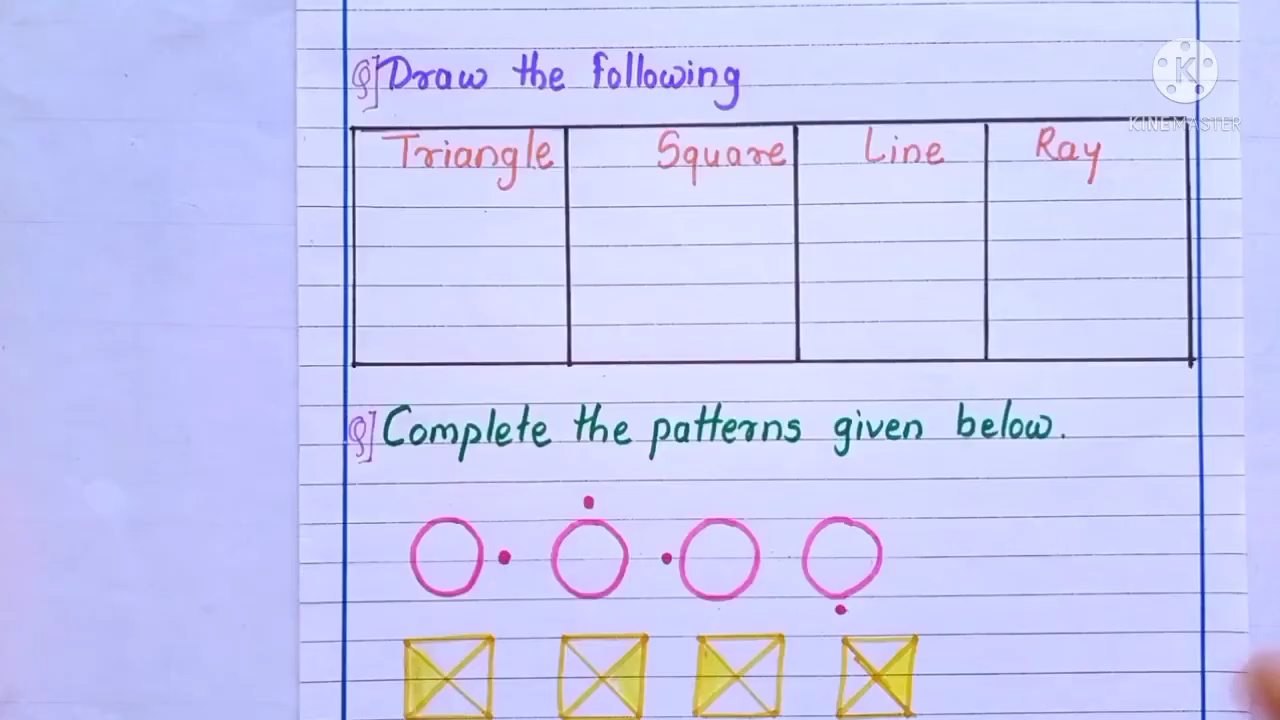 Q] Draw the following
Triangle Square Line Ray
Q] Complete the patterns given below.
K
KINEMASTER